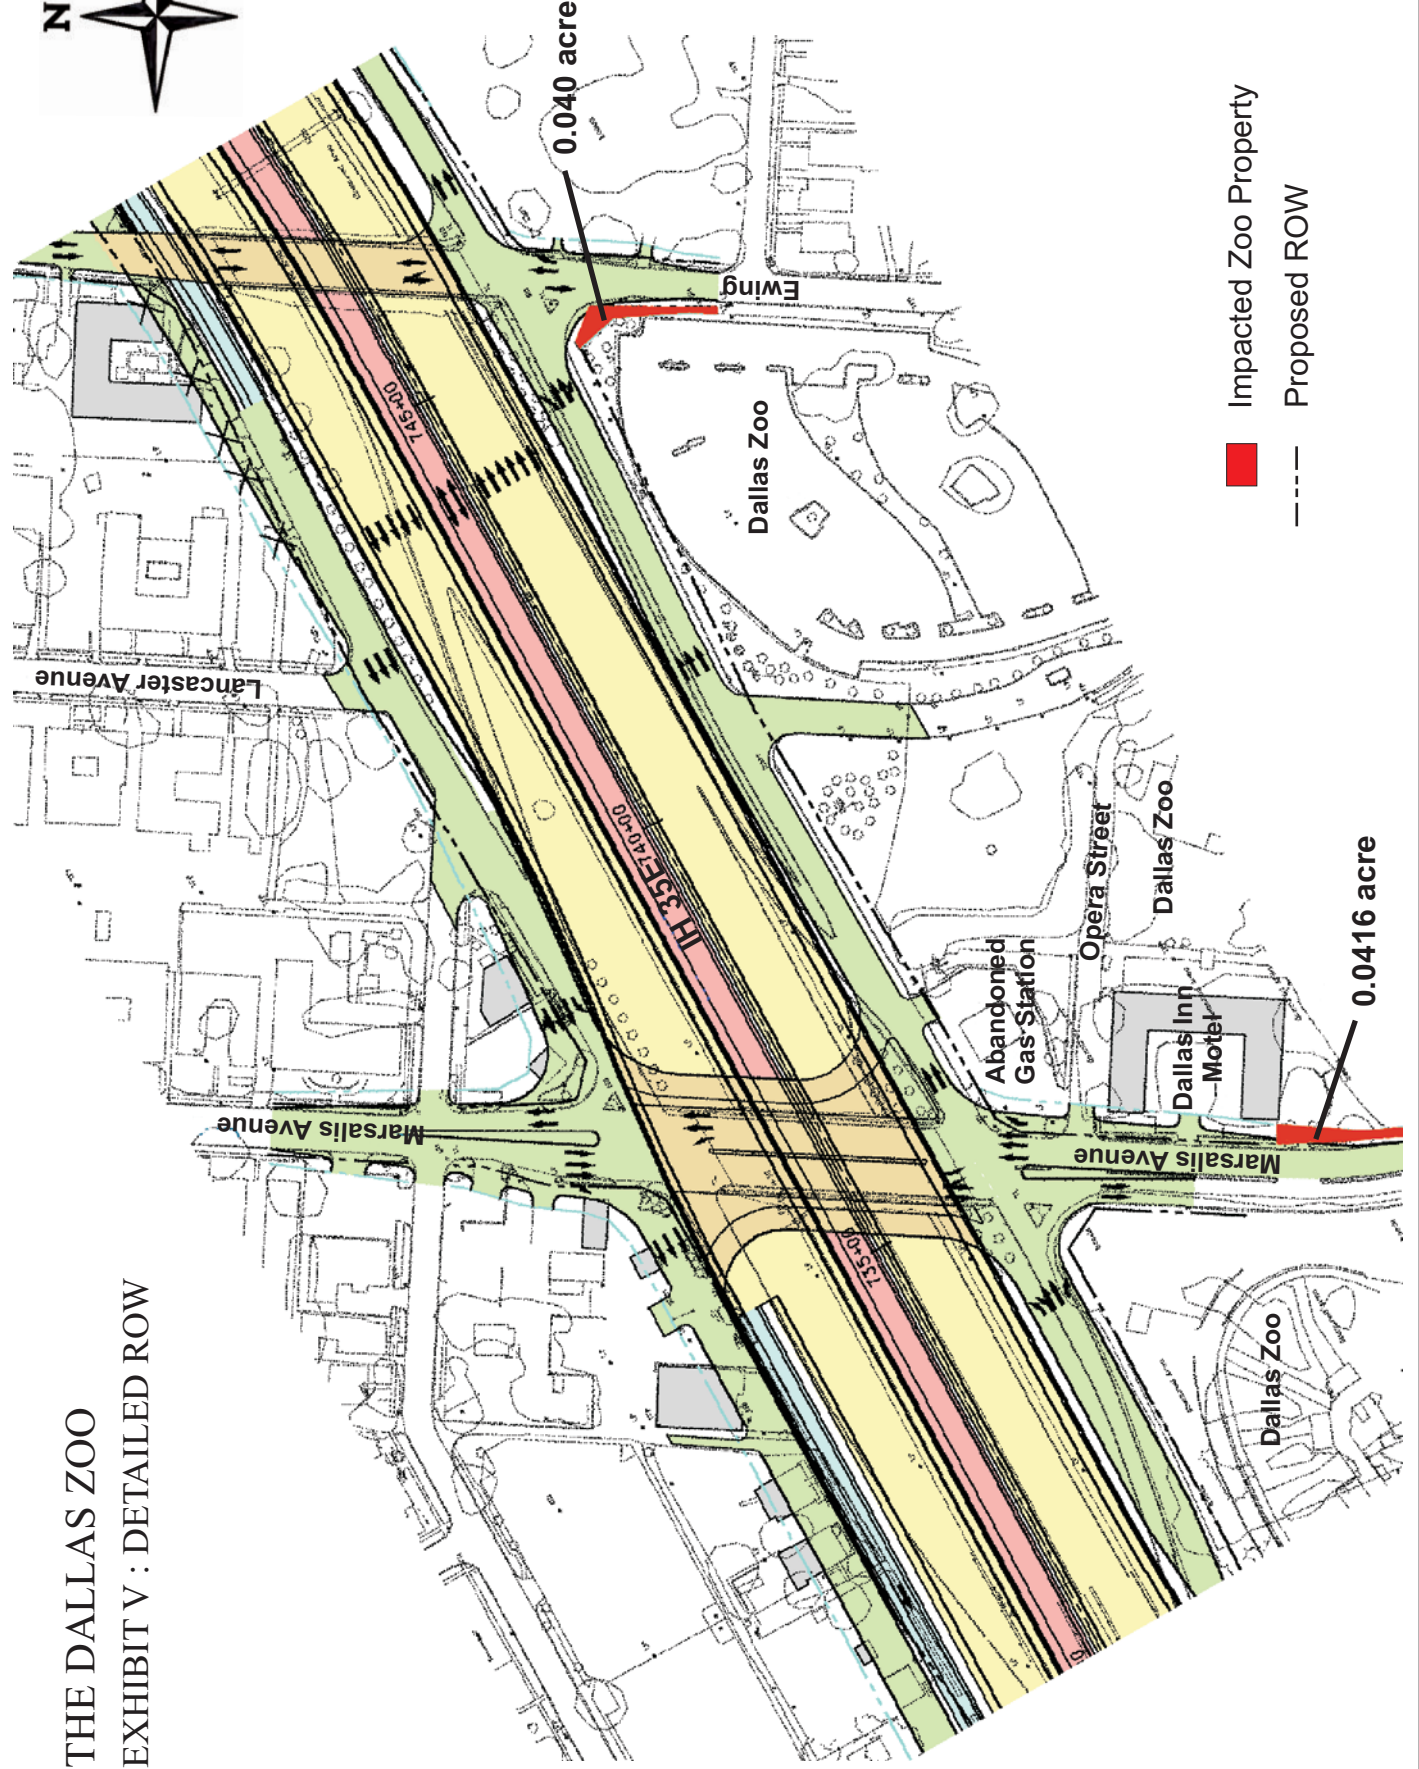 THE DALLAS ZOO
EXHIBIT V : DETAILED ROW
N
Lancaster Avenue
Marsalis Avenue
745+00
IH 35E
740+00
735+00
Ewing
0.040 acre
Dallas Zoo
Opera Street
Dallas Zoo
Abandoned
Gas Station
Dallas Inn
Motel
Marsalis Avenue
0.0416 acre
Dallas Zoo
Impacted Zoo Property
Proposed ROW